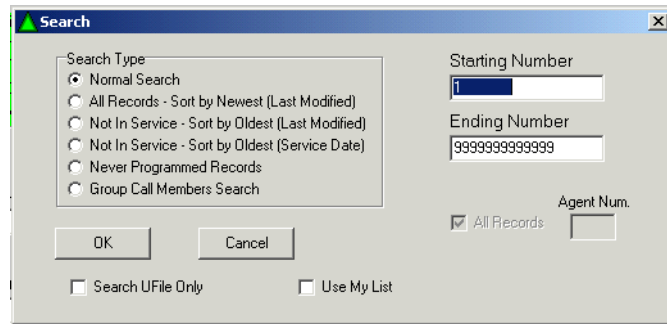 Search
Search Type
Normal Search
All Records - Sort by Newest (Last Modified)
Not In Service - Sort by Oldest (Last Modified)
Not In Service - Sort by Oldest (Service Date)
Never Programmed Records
Group Call Members Search
Starting Number
1
Ending Number
9999999999999
Agent Num.
All Records
OK
Cancel
Search UFile Only
Use My List